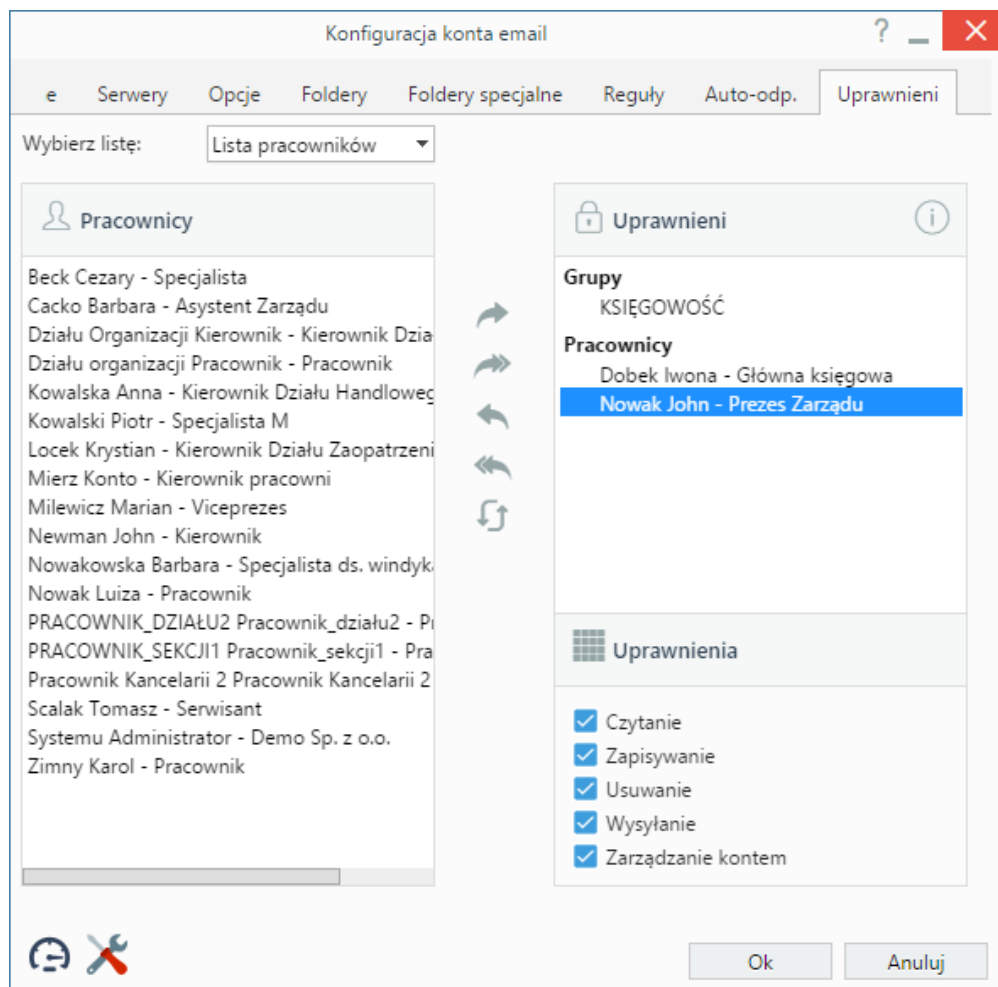 Konfiguracja konta email
?
e Serwery Opcje Foldery Foldery specjalne Reguły Auto-odp. Uprawnieni
Wybierz listę: Lista pracowników
Pracownicy
Beck Cezary - Specjalista
Cacko Barbara - Asystent Zarządu
Działu Organizacji Kierownik - Kierownik Dzia
Działu organizacji Pracownik - Pracownik
Kowalska Anna - Kierownik Działu Handloweg
Kowalski Piotr - Specjalista M
Locek Krystian - Kierownik Działu Zaopatrzeni
Mierz Konto - Kierownik pracowni
Milewicz Marian - Viceprezes
Newman John - Kierownik
Nowakowska Barbara - Specjalista ds. windyk
Nowak Luiza - Pracownik
PRACOWNIK_DZIAŁU2 Pracownik_działu2 - Pr
PRACOWNIK_SEKCJI1 Pracownik_sekcji1 - Pra
Pracownik Kancelarii 2 Pracownik Kancelarii 2
Scalak Tomasz - Serwisant
Systemu Administrator - Demo Sp. z o.o.
Zimny Karol - Pracownik
Uprawnieni
Grupy
KSIĘGOWOŚĆ
Pracownicy
Dobek Iwona - Główna księgowa
Nowak John - Prezes Zarządu
Uprawnienia
Czytanie
Zapisywanie
Usuwanie
Wysyłanie
Zarządzanie kontem
Ok Anuluj